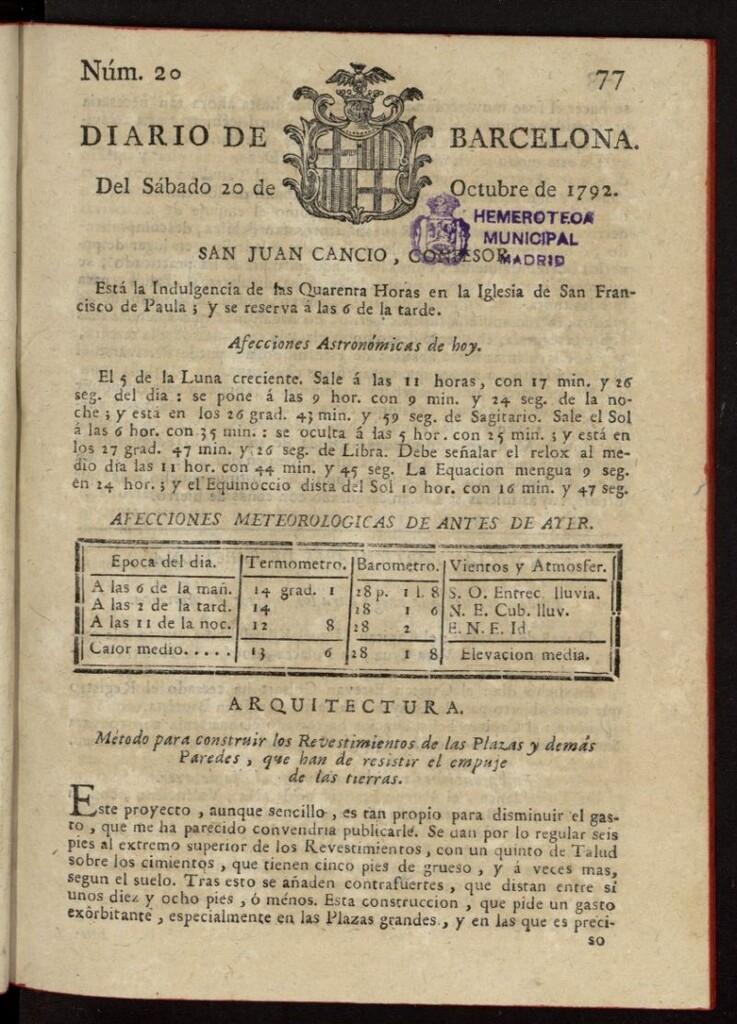 Núm. 20
77
DIARIO DE BARCELONA.
Del Sábado 20 de Octubre de 1792.
HEMEROTECA
MUNICIPAL
MADRID
SAN JUAN CANCIO, CONFESOR.
Está la Indulgencia de las Quarenta Horas en la Iglesia de San Fran-
cisco de Paula; y se reserva á las 6 de la tarde.
Afecciones Astronómicas de hoy.
El 5 de la Luna creciente. Sale á las 11 horas, con 17 min. y 26
seg. del dia: se pone á las 9 hor. con 9 min. y 24 seg. de la no-
che; y está en los 26 grad. 43 min. y 59 seg. de Sagitario. Sale el Sol
á las 6 hor. con 35 min.: se oculta á las 5 hor. con 25 min.; y está en
los 27 grad. 47 min. y 26 seg. de Libra. Debe señalar el relox al me-
dio dia las 11 hor. con 44 min. y 45 seg. La Equacion mengua 9 seg.
en 24 hor.; y el Equinoccio dista del Sol 10 hor. con 16 min. y 47 seg.
AFECCIONES METEOROLOGICAS DE ANTES DE AYER.
Epoca del dia. Termometro. Barometro. Vientos y Atmosfer.
A las 6 de la mañ. 14 grad. 1 28 p. 1 l. 8 S. O. Entrec. lluvia.
A las 2 de la tard. 14 28 1 6 N. E. Cub. lluv.
A las 11 de la noc. 12 8 28 2 E. N. E. Id.
Calor medio..... 13 6 28 1 8 Elevacion media.
ARQUITECTURA.
Método para construir los Revestimientos de las Plazas y demás
Paredes, que han de resistir el empuje
de las tierras.
Este proyecto, aunque sencillo, es tan propio para disminuir el gas-
to, que me ha parecido convendria publicarle. Se dan por lo regular seis
pies al extremo superior de los Revestimientos, con un quinto de Talud
sobre los cimientos, que tienen cinco pies de grueso, y á veces mas,
segun el suelo. Tras esto se añaden contrafuertes, que distan entre sí
unos diez y ocho pies, ó ménos. Esta construccion, que pide un gasto
exôrbitante, especialmente en las Plazas grandes, y en las que es preci-
so